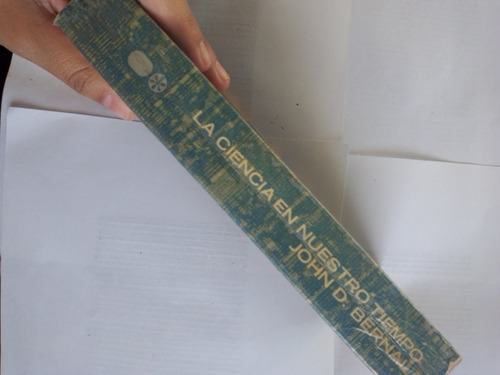 LA CIENCIA EN NUESTRO TIEMPO
JOHN D. BERNAL